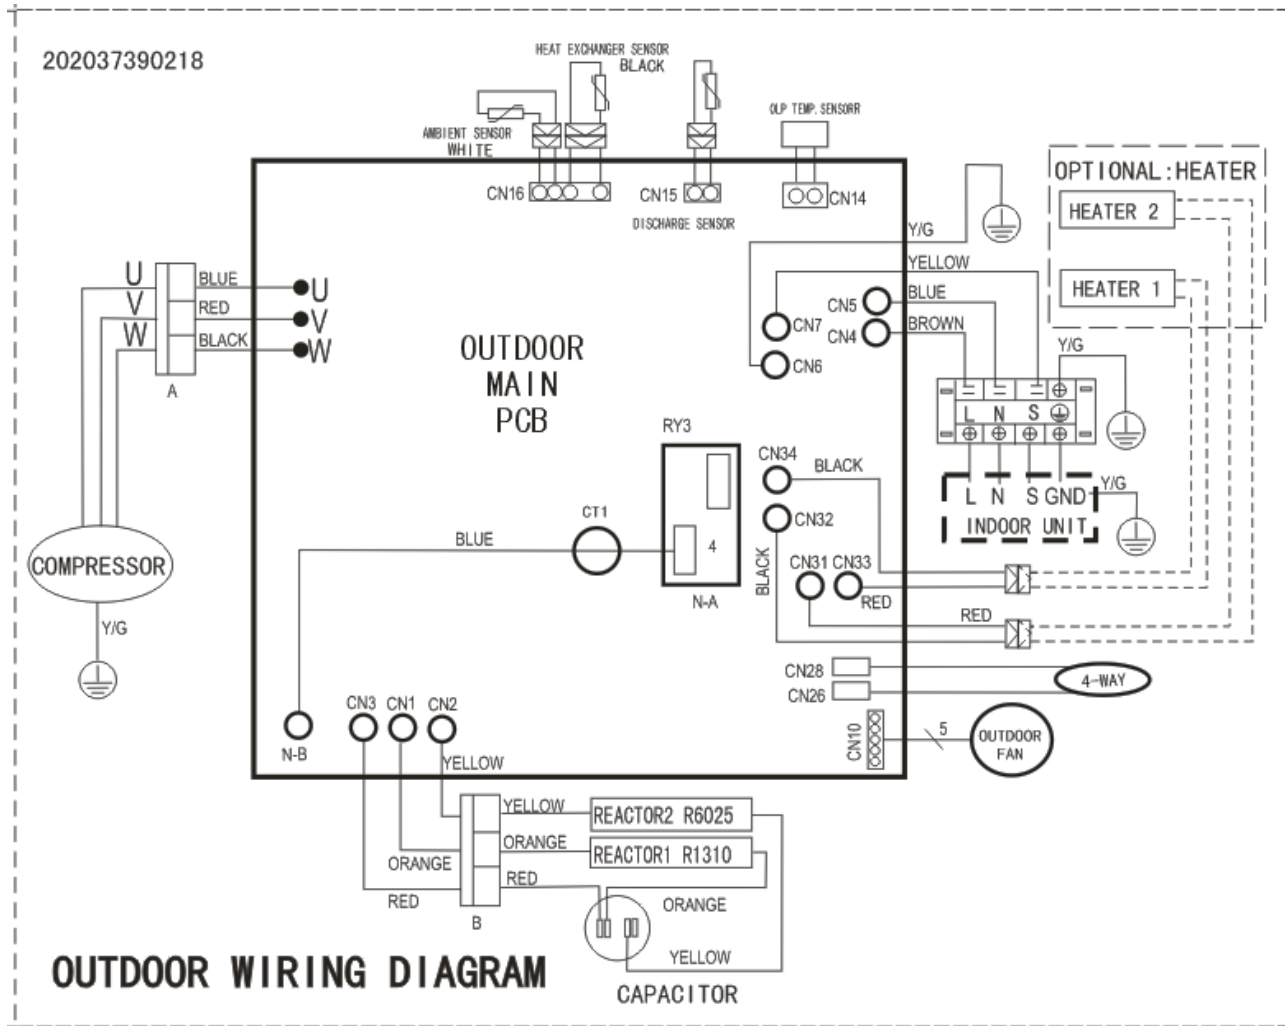 202037390218
HEAT EXCHANGER SENSOR
BLACK
AMBIENT SENSOR
WHITE
OLP TEMP. SENSORR
CN16
CN15
CN14
DISCHARGE SENSOR
OPTIONAL:HEATER
HEATER 2
HEATER 1
Y/G
YELLOW
BLUE
BROWN
CN5
CN7
CN4
CN6
Y/G
U
V
W
BLUE
RED
BLACK
U
V
W
A
OUTDOOR
MAIN
PCB
L N S
L N S GND
Y/G
INDOOR UNIT
RY3
4
N-A
CT1
BLUE
CN34
BLACK
CN32
BLACK
CN31 CN33
RED
RED
COMPRESSOR
Y/G
CN28
CN26
4-WAY
CN10
5
OUTDOOR
FAN
N-B
CN3 CN1 CN2
YELLOW
YELLOW
REACTOR2 R6025
ORANGE
REACTOR1 R1310
ORANGE
RED
RED
B
ORANGE
YELLOW
CAPACITOR
OUTDOOR WIRING DIAGRAM